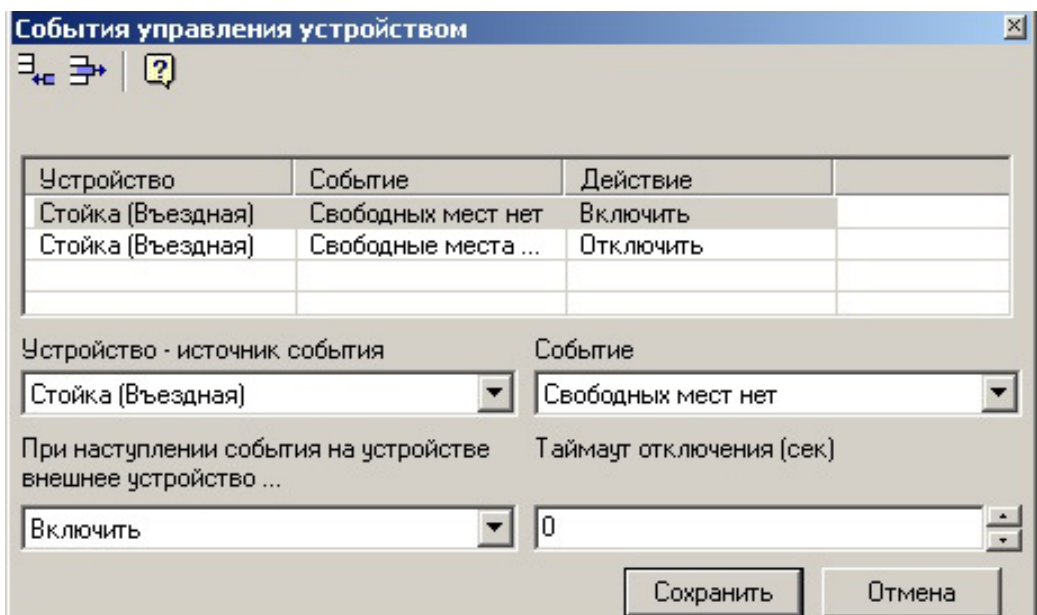 События управления устройством
Устройство Событие Действие
Стойка (Въездная) Свободных мест нет Включить
Стойка (Въездная) Свободные места ... Отключить
Устройство - источник события Событие
Стойка (Въездная) Свободных мест нет
При наступлении события на устройстве Таймаут отключения (сек)
внешнее устройство ...
Включить 0
Сохранить Отмена